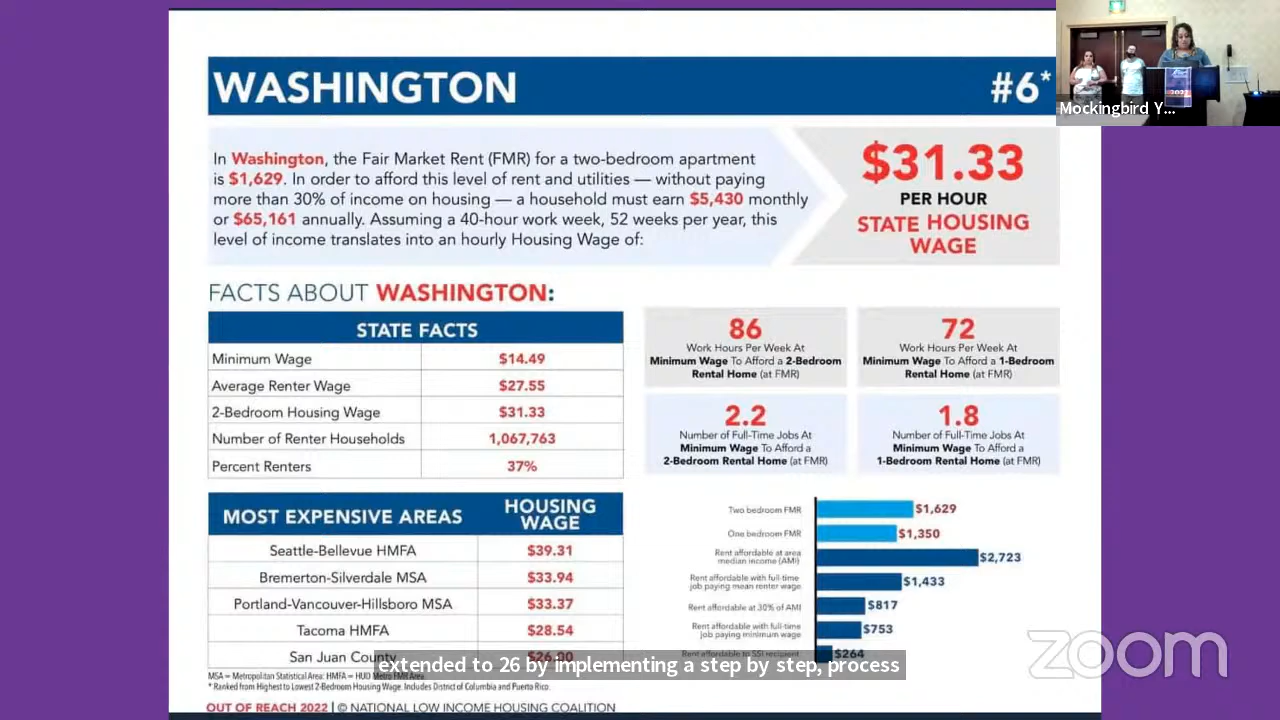 WASHINGTON
#6*
In Washington, the Fair Market Rent (FMR) for a two-bedroom apartment
is $1,629. In order to afford this level of rent and utilities — without paying
more than 30% of income on housing — a household must earn $5,430 monthly
or $65,161 annually. Assuming a 40-hour work week, 52 weeks per year, this
level of income translates into an hourly Housing Wage of:
$31.33
PER HOUR
STATE HOUSING
WAGE
Mockingbird Y...
2022
FACTS ABOUT WASHINGTON:
STATE FACTS
Minimum Wage $14.49
Average Renter Wage $27.55
2-Bedroom Housing Wage $31.33
Number of Renter Households 1,067,763
Percent Renters 37%
86
Work Hours Per Week At
Minimum Wage To Afford a 2-Bedroom
Rental Home (at FMR)
72
Work Hours Per Week At
Minimum Wage To Afford a 1-Bedroom
Rental Home (at FMR)
2.2
Number of Full-Time Jobs At
Minimum Wage To Afford a
2-Bedroom Rental Home (at FMR)
1.8
Number of Full-Time Jobs At
Minimum Wage To Afford a
1-Bedroom Rental Home (at FMR)
MOST EXPENSIVE AREAS
HOUSING
WAGE
Seattle-Bellevue HMFA $39.31
Bremerton-Silverdale MSA $33.94
Portland-Vancouver-Hillsboro MSA $33.37
Tacoma HMFA $28.54
San Juan County $26.90
Two bedroom FMR $1,629
One bedroom FMR $1,350
Rent affordable at area
median income (AMI) $2,723
Rent affordable with full-time
job paying mean renter wage $1,433
Rent affordable at 30% of AMI $817
Rent affordable with full-time
job paying minimum wage $753
Rent affordable to SSI recipient $264
extended to 26 by implementing a step by step, process
zoom
MSA = Metropolitan Statistical Area; HMFA = HUD Metro FMR Area.
* Ranked from Highest to Lowest 2-Bedroom Housing Wage. Includes District of Columbia and Puerto Rico.
OUT OF REACH 2022 | © NATIONAL LOW INCOME HOUSING COALITION